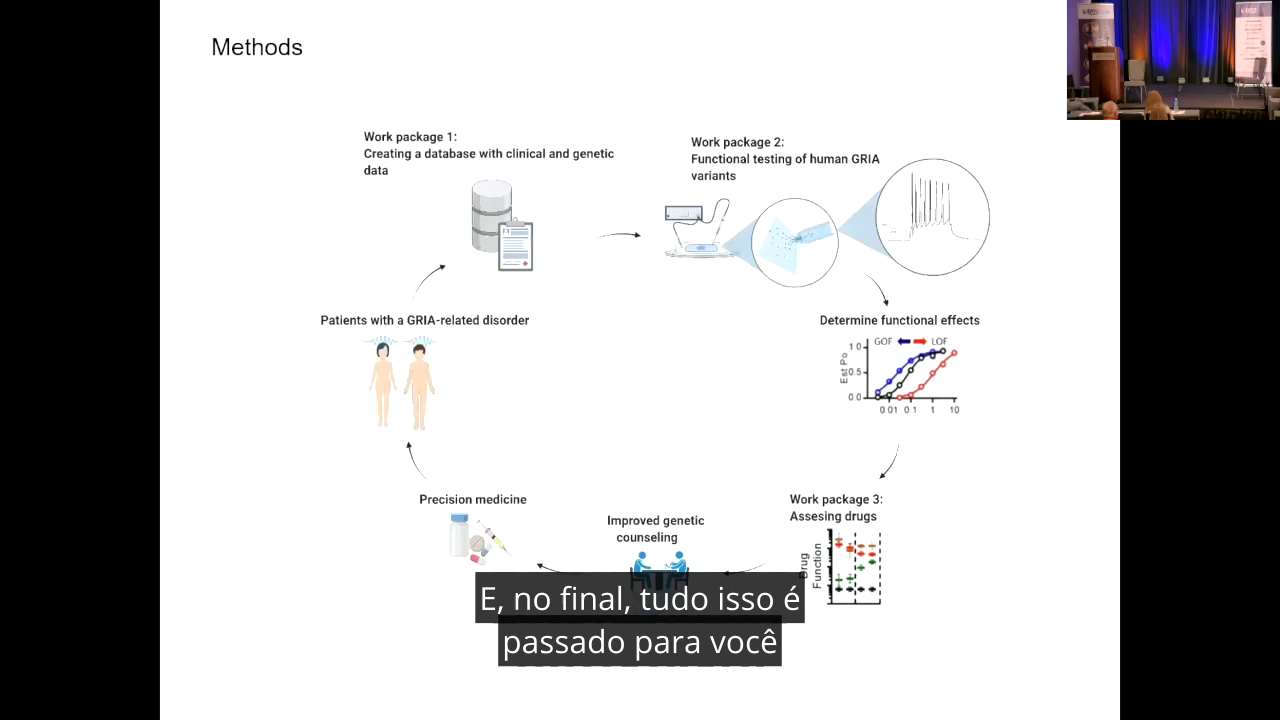 Methods
Work package 1:
Creating a database with clinical and genetic
data
Work package 2:
Functional testing of human GRIA
variants
Patients with a GRIA-related disorder
Determine functional effects
GOF
LOF
Est Po
1 0
0.5
0.0
0 01 0.1 1 10
Precision medicine
Improved genetic
counseling
Work package 3:
Assesing drugs
Drug
Function
E, no final, tudo isso é
passado para você